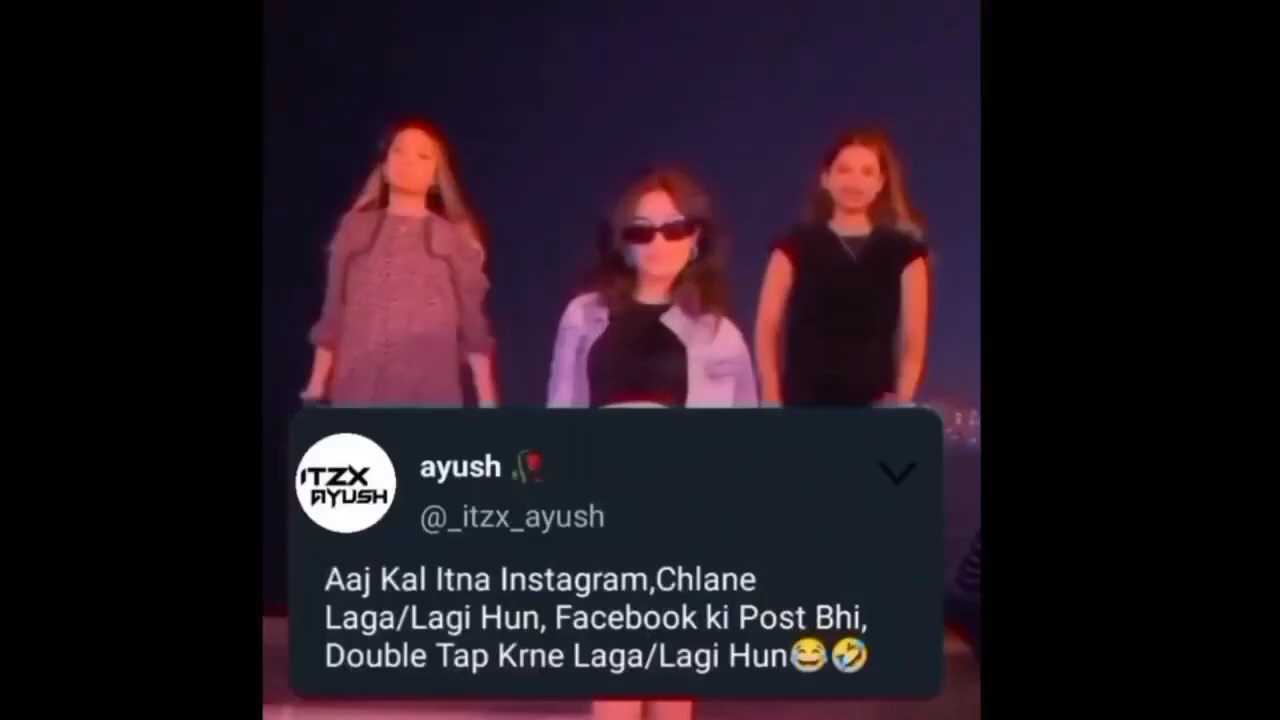 ITZX
AYUSH
ayush 🥀
@_itzx_ayush
Aaj Kal Itna Instagram,Chlane
Laga/Lagi Hun, Facebook ki Post Bhi,
Double Tap Krne Laga/Lagi Hun😂🤣